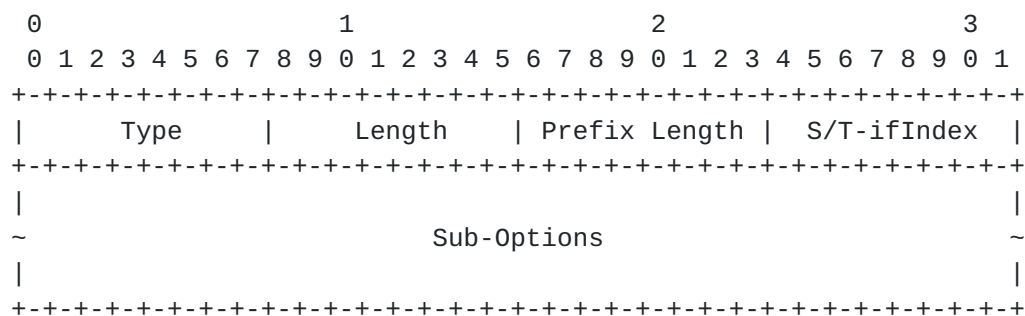 0                   1                   2                   3
 0 1 2 3 4 5 6 7 8 9 0 1 2 3 4 5 6 7 8 9 0 1 2 3 4 5 6 7 8 9 0 1
+-+-+-+-+-+-+-+-+-+-+-+-+-+-+-+-+-+-+-+-+-+-+-+-+-+-+-+-+-+-+-+-+
|      Type     |     Length    | Prefix Length |  S/T-ifIndex  |
+-+-+-+-+-+-+-+-+-+-+-+-+-+-+-+-+-+-+-+-+-+-+-+-+-+-+-+-+-+-+-+-+
|                                                               |
~                          Sub-Options                          ~
|                                                               |
+-+-+-+-+-+-+-+-+-+-+-+-+-+-+-+-+-+-+-+-+-+-+-+-+-+-+-+-+-+-+-+-+